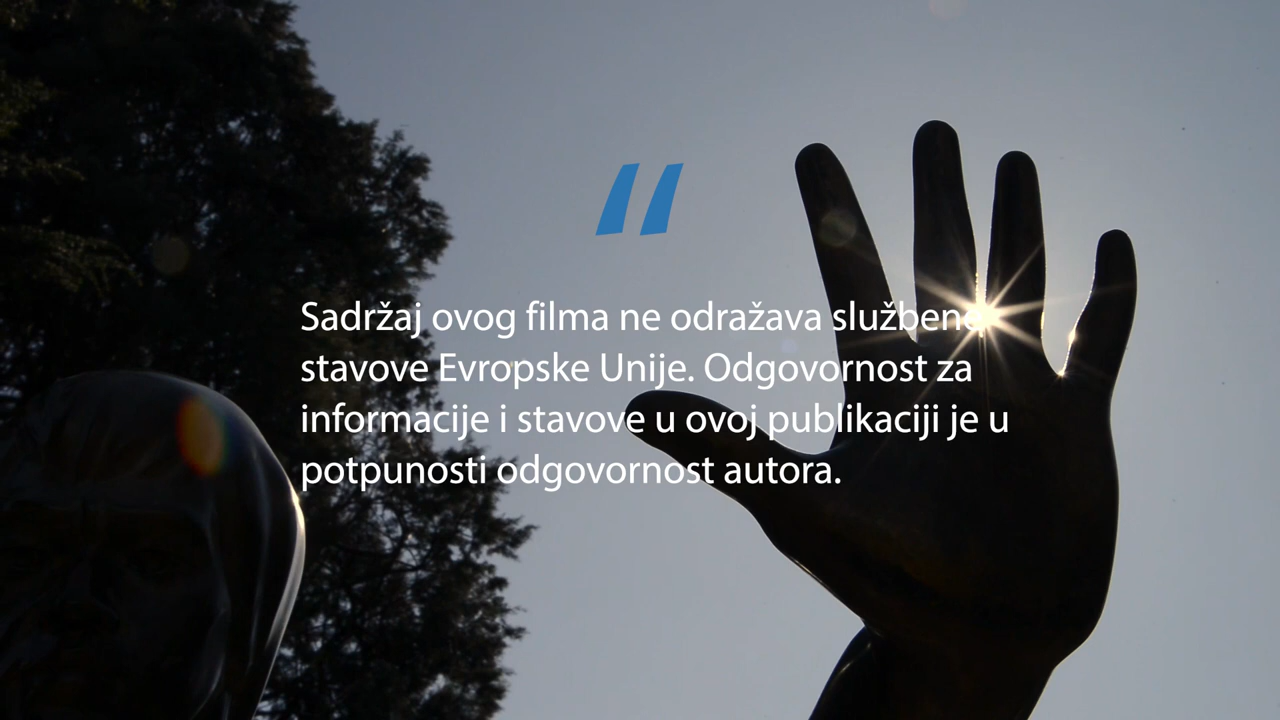 "
Sadržaj ovog filma ne odražava službene
stavove Evropske Unije. Odgovornost za
informacije i stavove u ovoj publikaciji je u
potpunosti odgovornost autora.